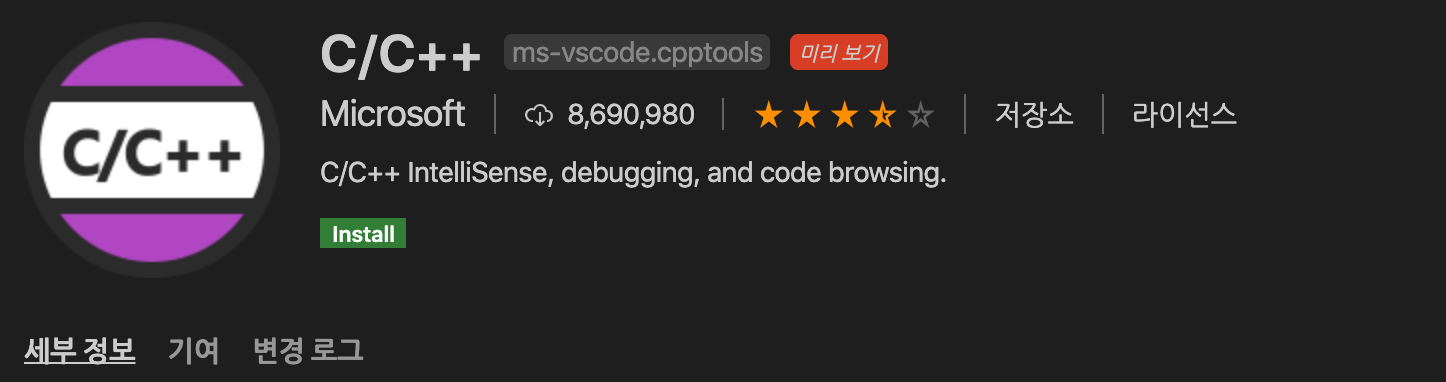 C/C++
C/C++ ms-vscode.cpptools 미리 보기
Microsoft 8,690,980 저장소 라이선스
C/C++ IntelliSense, debugging, and code browsing.
Install
세부 정보 기여 변경 로그